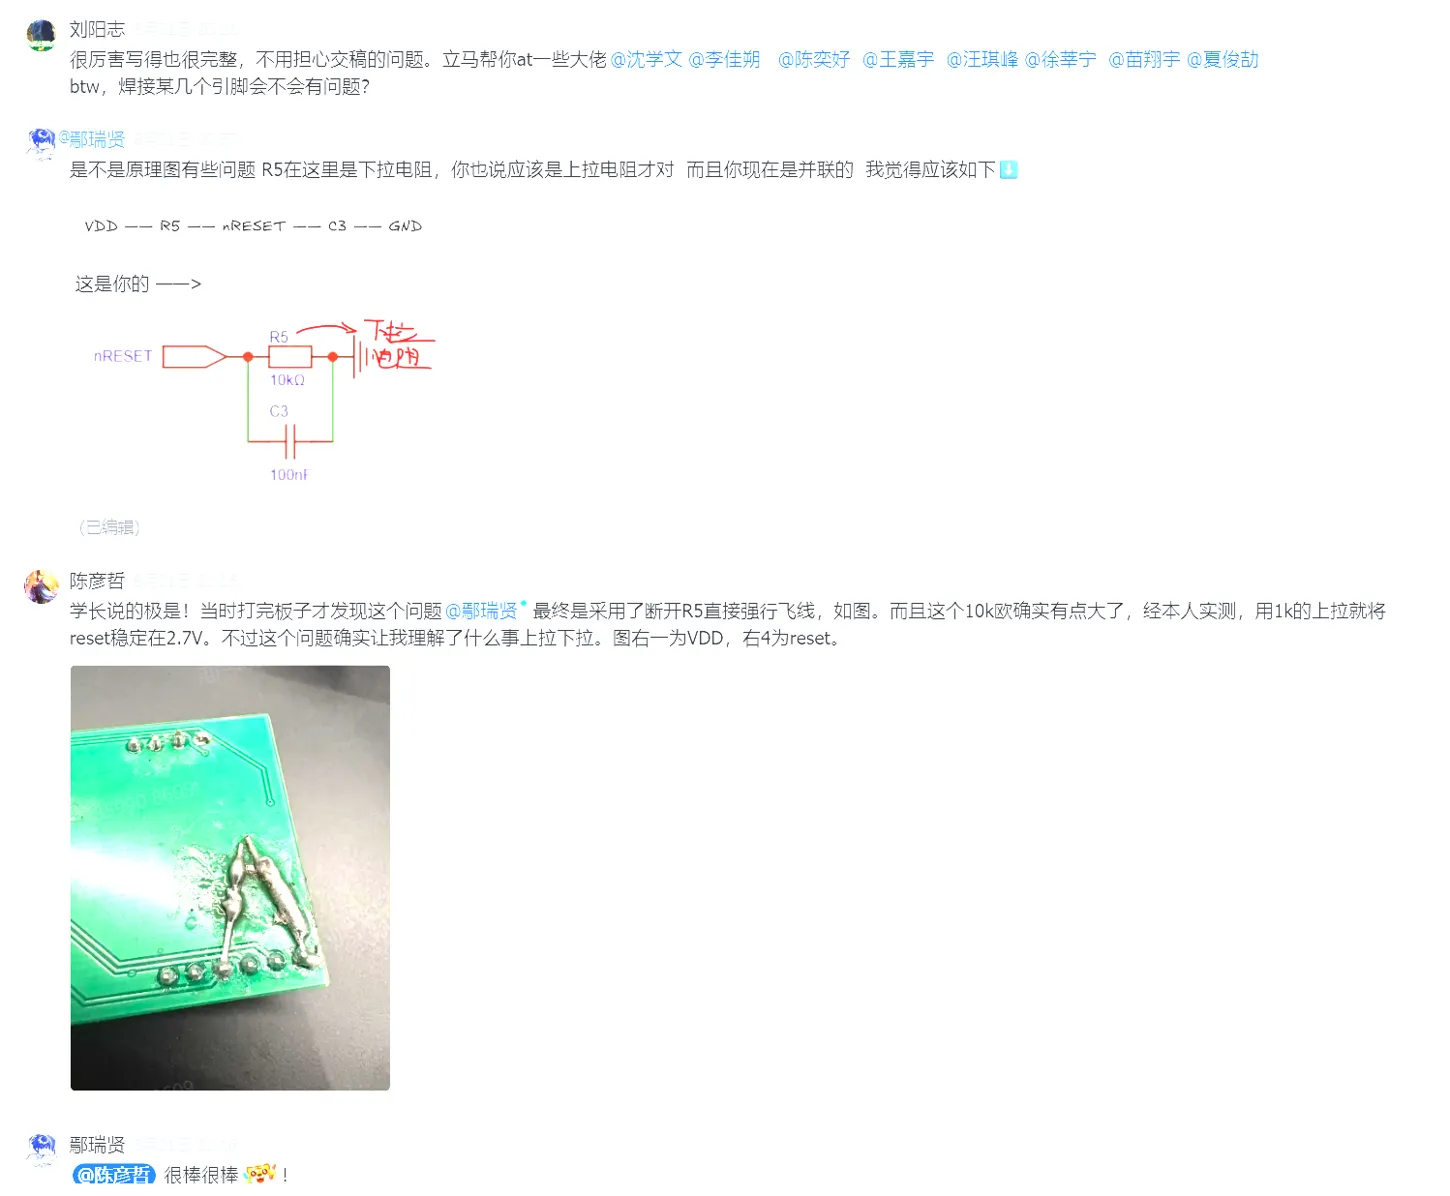 刘阳志
很厉害写得也很完整，不用担心交稿的问题。立马帮你at一些大佬 @沈学文 @李佳朔 @陈奕好 @王嘉宇 @汪琪峰 @徐莘宁 @苗翔宇 @夏俊劼
btw，焊接某几个引脚会不会有问题？
@鄢瑞贤
是不是原理图有些问题 R5在这里是下拉电阻，你也说应该是上拉电阻才对 而且你现在是并联的 我觉得应该如下⬇️
VDD —— R5 —— nRESET —— C3 —— GND
这是你的 ——>
下拉
R5
电阻
nRESET
10kΩ
C3
100nF
（已编辑）
陈彦哲
学长说的极是！当时打完板子才发现这个问题 @鄢瑞贤 最终是采用了断开R5直接强行飞线，如图。而且这个10k欧确实有点大了，经本人实测，用1k的上拉就将
reset稳定在2.7V。不过这个问题确实让我理解了什么事上拉下拉。图右一为VDD，右4为reset。
鄢瑞贤
@陈彦哲 很棒很棒 ！